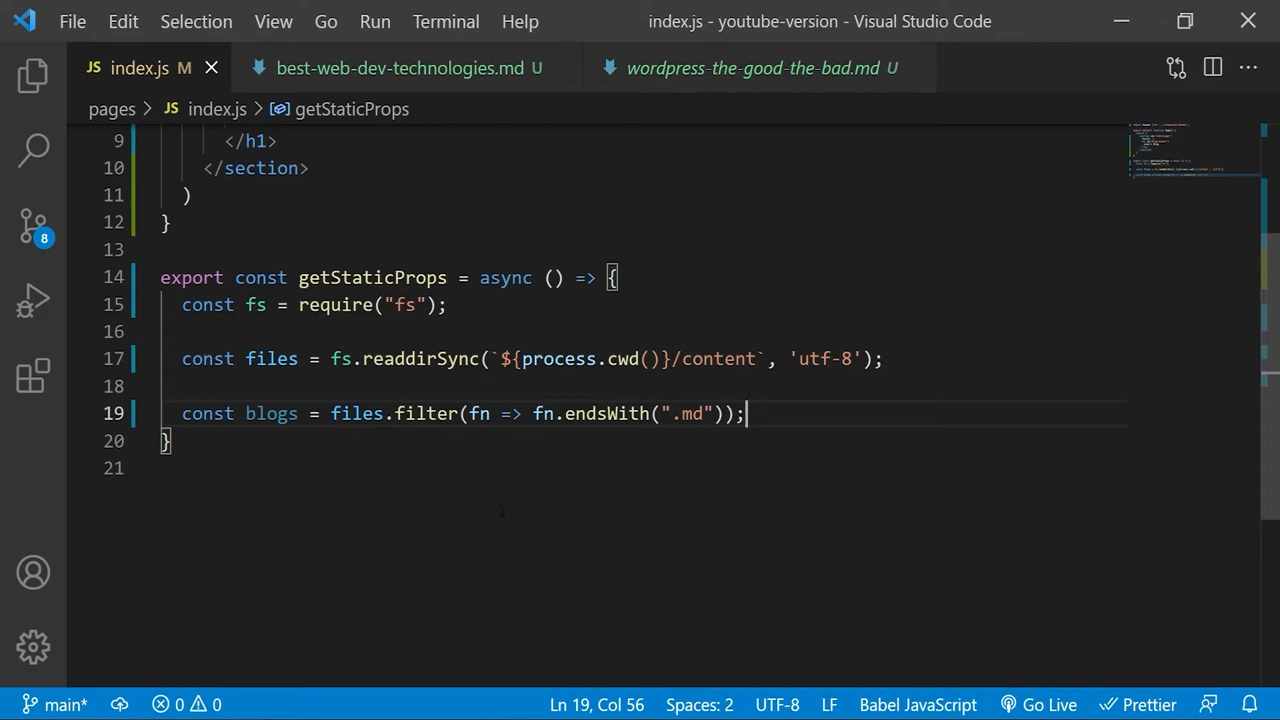 File Edit Selection View Go Run Terminal Help index.js - youtube-version - Visual Studio Code
JS index.js M best-web-dev-technologies.md U wordpress-the-good-the-bad.md U
pages > JS index.js > getStaticProps
9 </h1>
10 </section>
11 )
12 }
13
14 export const getStaticProps = async () => {
15 const fs = require("fs");
16
17 const files = fs.readdirSync(`${process.cwd()}/content`, 'utf-8');
18
19 const blogs = files.filter(fn => fn.endsWith(".md"));
20 }
21
8
main* 0 0 Ln 19, Col 56 Spaces: 2 UTF-8 LF Babel JavaScript Go Live Prettier